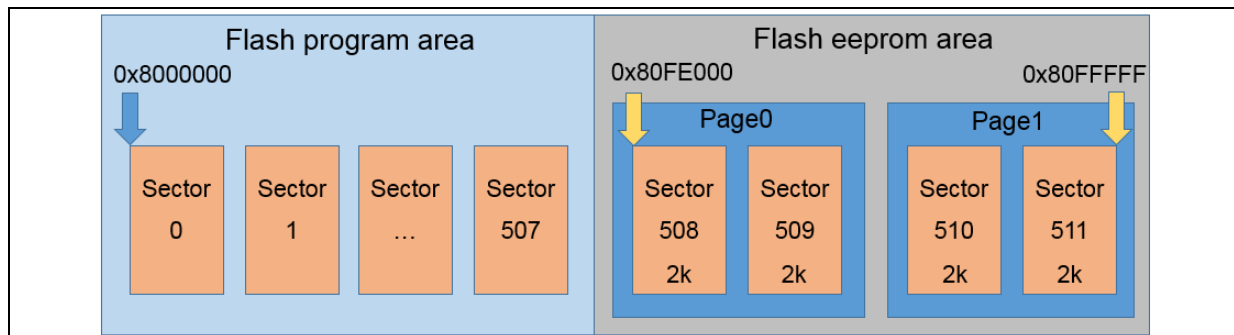 Flash program area
Flash eeprom area
0x8000000
0x80FE000
0x80FFFFF
Page0
Page1
Sector
0
Sector
1
Sector
...
Sector
507
Sector
508
2k
Sector
509
2k
Sector
510
2k
Sector
511
2k